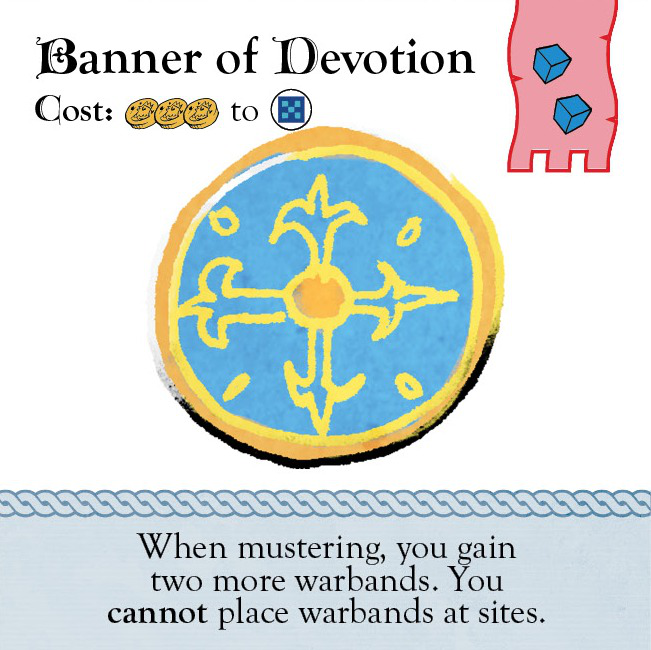 Banner of Devotion
Cost: to
When mustering, you gain
two more warbands. You
cannot place warbands at sites.